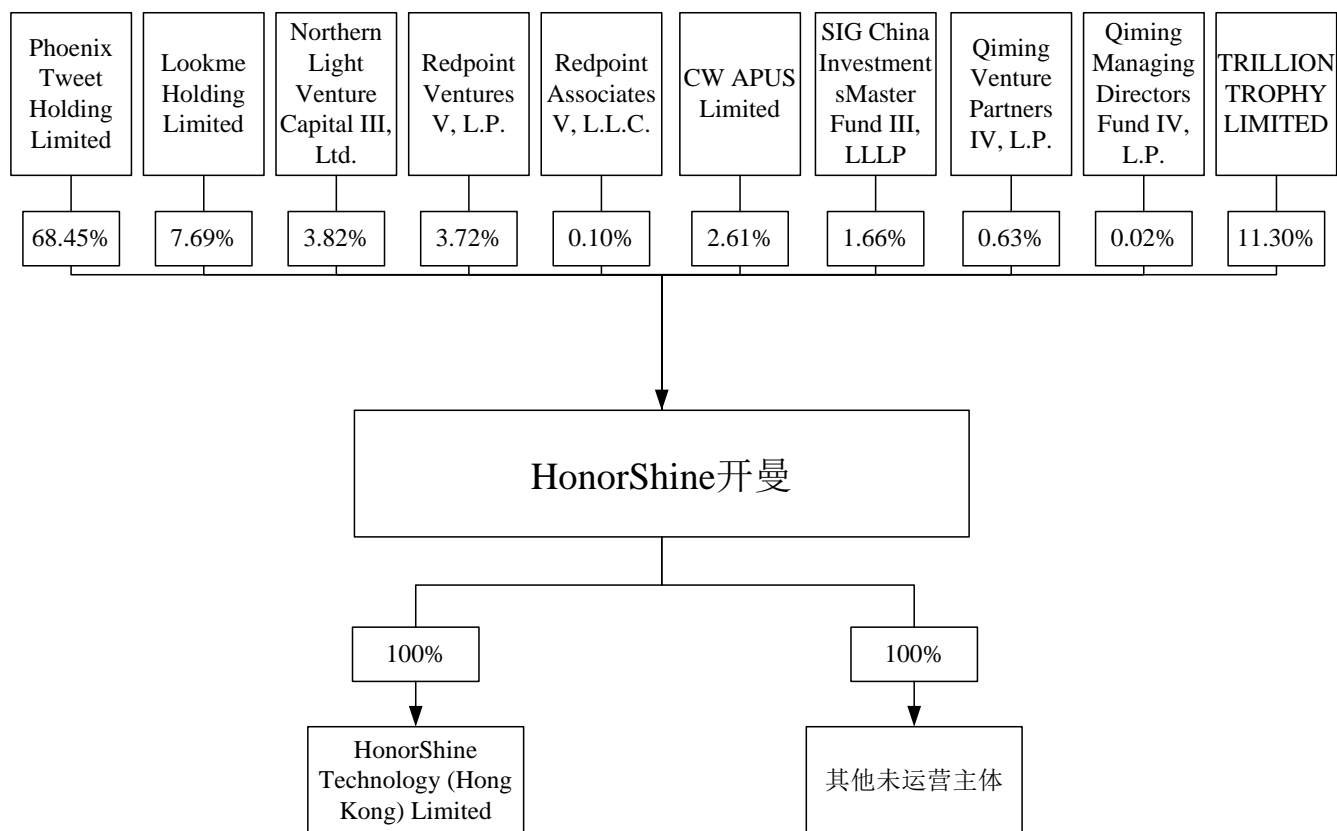 Phoenix
Tweet
Holding
Limited
Lookme
Holding
Limited
Northern
Light
Venture
Capital III,
Ltd.
Redpoint
Ventures
V, L.P.
Redpoint
Associates
V, L.L.C.
CW APUS
Limited
SIG China
Investment
sMaster
Fund III,
LLLP
Qiming
Venture
Partners
IV, L.P.
Qiming
Managing
Directors
Fund IV,
L.P.
TRILLION
TROPHY
LIMITED
68.45%
7.69%
3.82%
3.72%
0.10%
2.61%
1.66%
0.63%
0.02%
11.30%
HonorShine开曼
100%
100%
HonorShine
Technology (Hong
Kong) Limited
其他未运营主体